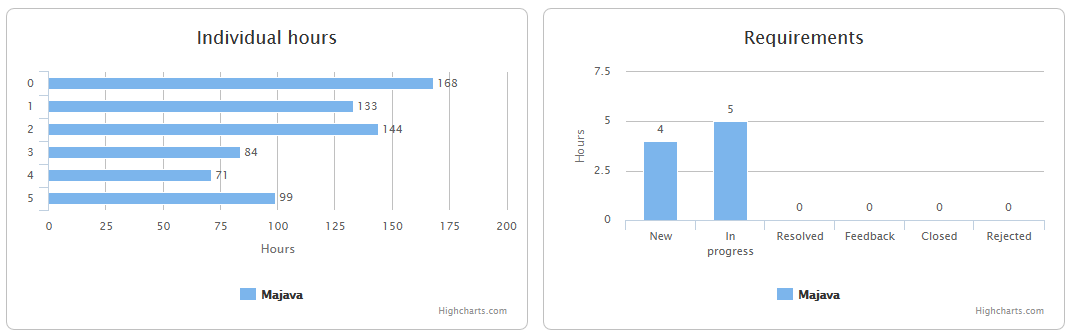 Individual hours
0
168
1
133
2
144
3
84
4
71
5
99
0 25 50 75 100 125 150 175 200
Hours
Majava
Highcharts.com
Requirements
7.5
5
2.5
0
Hours
4
5
0
0
0
0
New
In
progress
Resolved
Feedback
Closed
Rejected
Majava
Highcharts.com